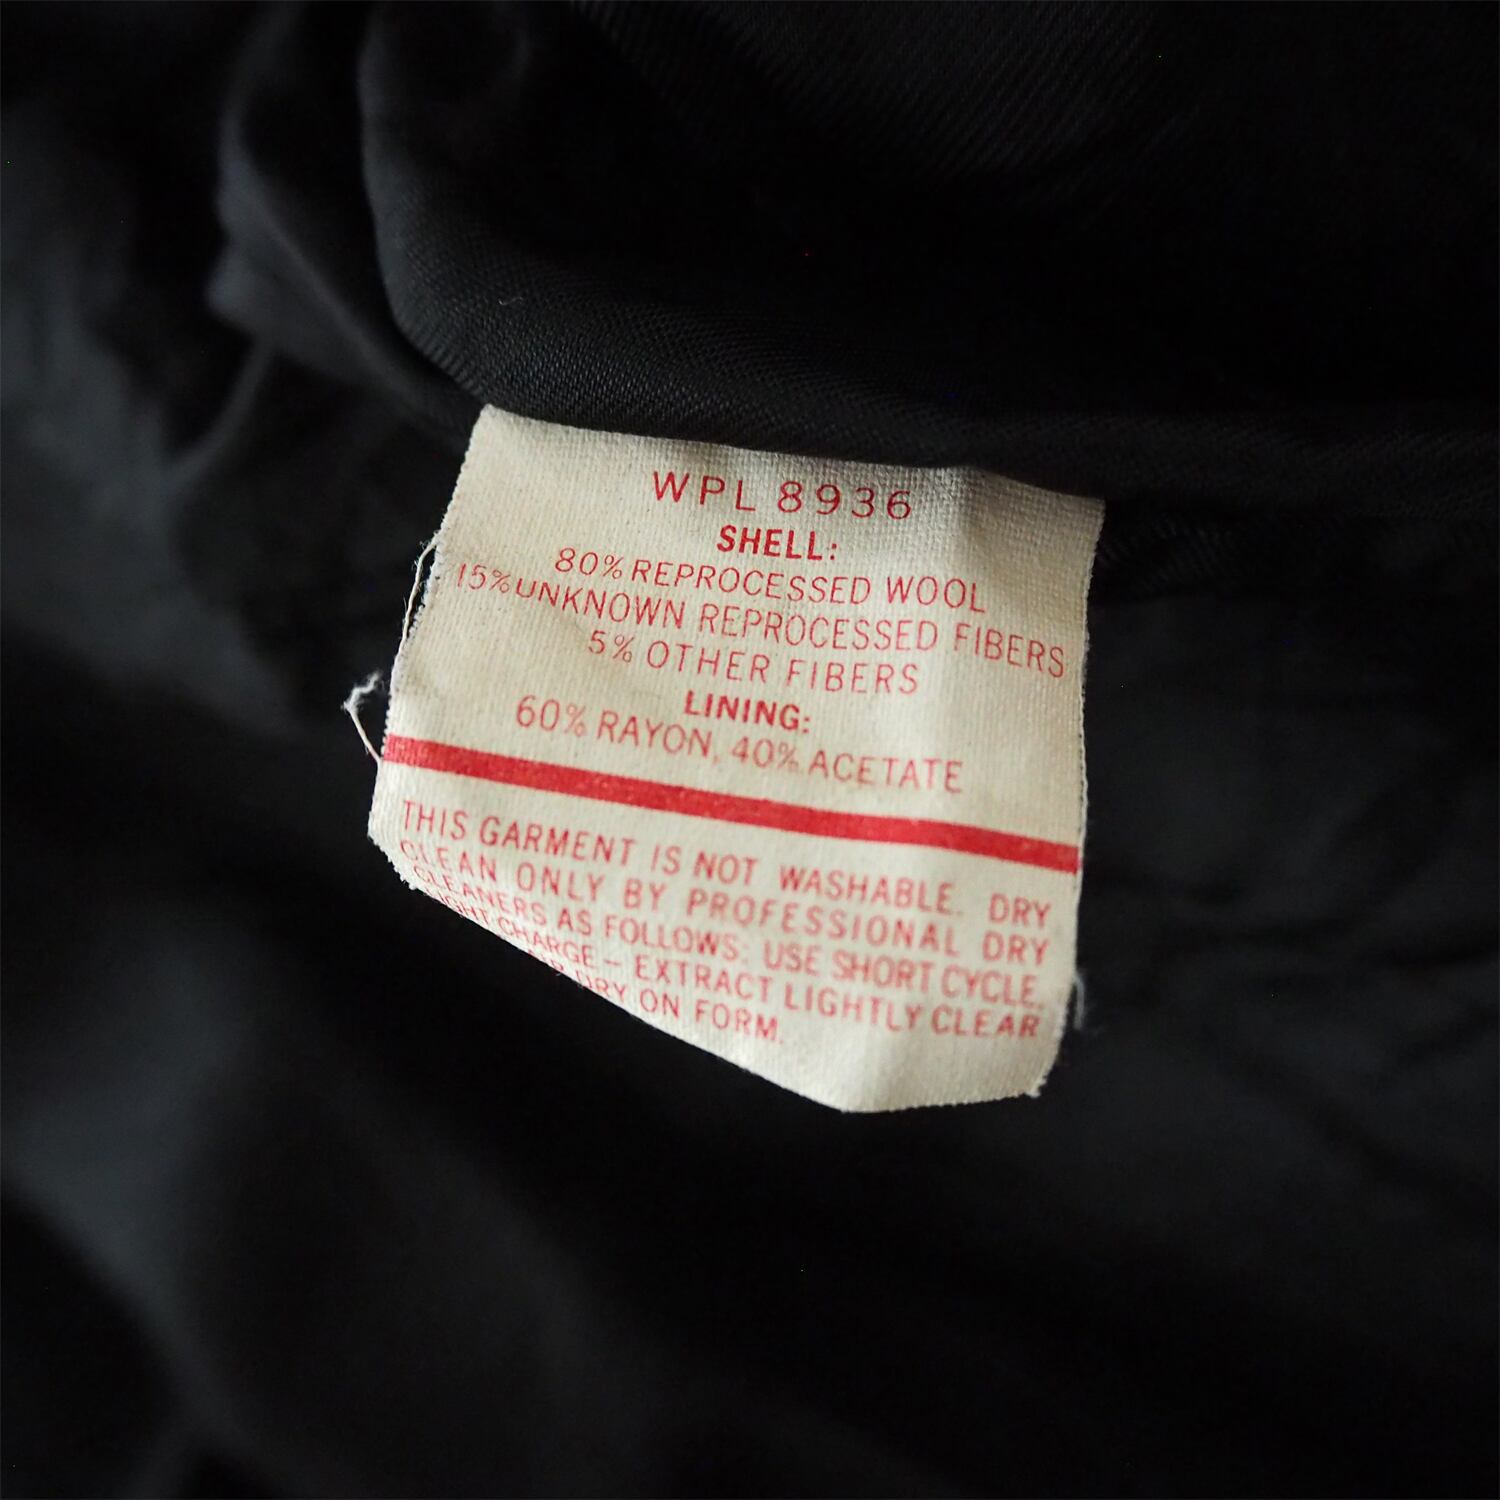 WPL 8936
SHELL:
80% REPROCESSED WOOL
15% UNKNOWN REPROCESSED FIBERS
5% OTHER FIBERS
LINING:
60% RAYON, 40% ACETATE
THIS GARMENT IS NOT WASHABLE. DRY
CLEAN ONLY BY PROFESSIONAL DRY
CLEANERS AS FOLLOWS: USE SHORT CYCLE,
CHARGE – EXTRACT LIGHTLY CLEAR
DRY ON FORM.